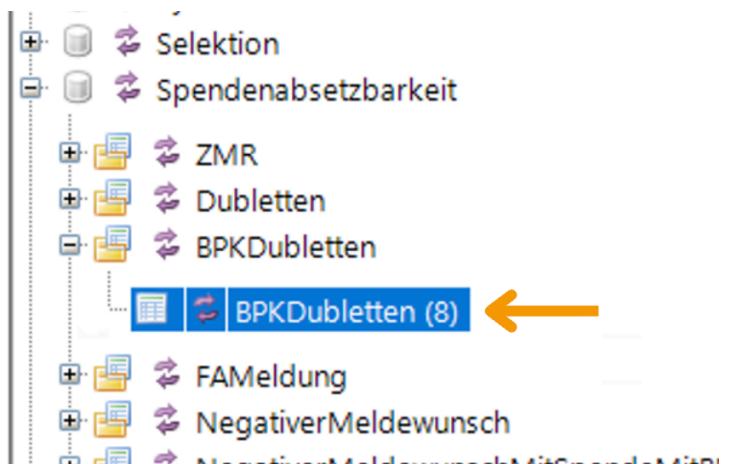 Selektion
Spendenabsetzbarkeit
ZMR
Dubletten
BPKDubletten
BPKDubletten (8)
FAMeldung
NegativerMeldewunsch